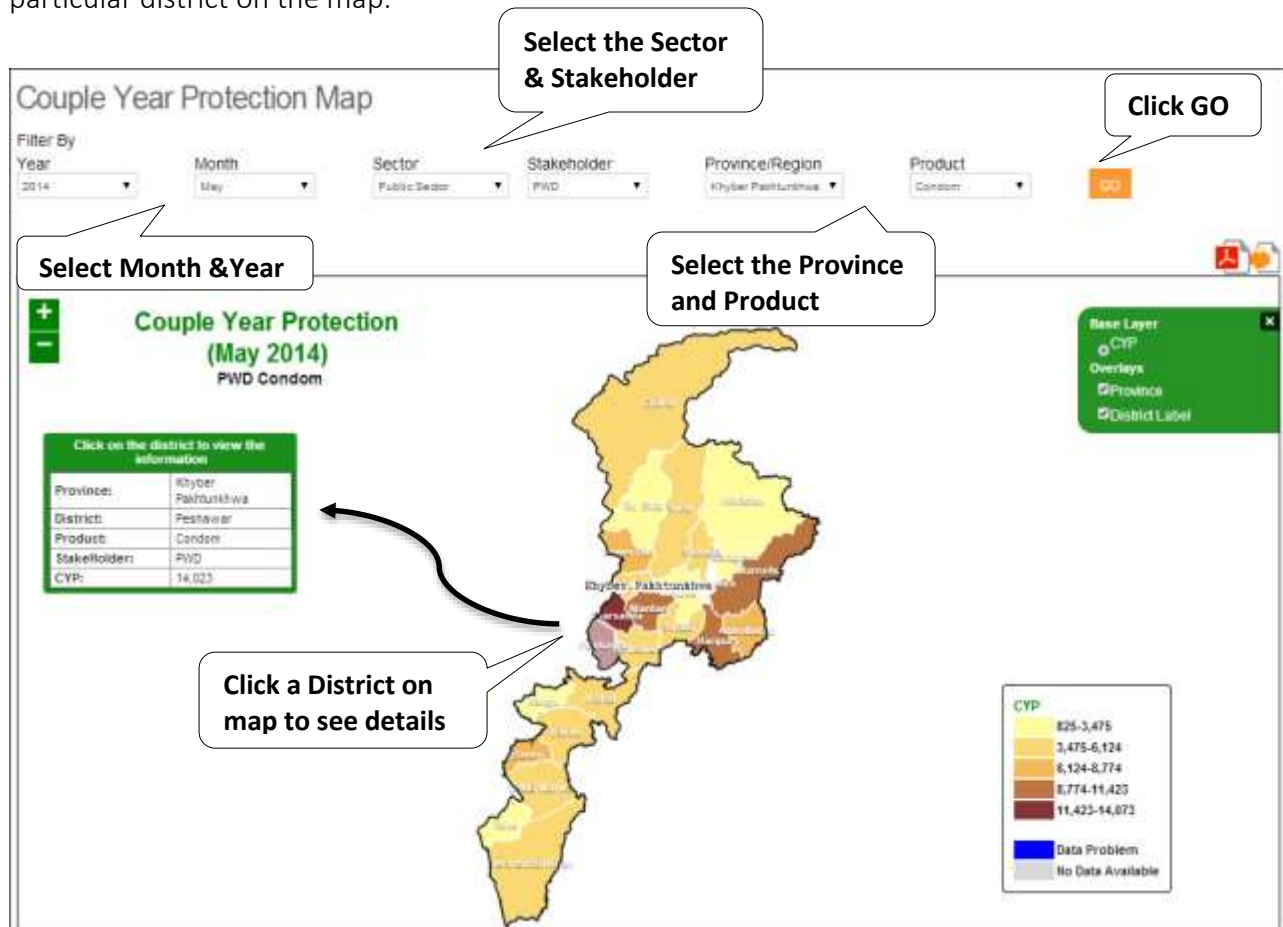 particular district on the map.
Select the Sector
& Stakeholder
Couple Year Protection Map
Click GO
Filter By
Year
Month
Sector
Stakeholder
Province/Region
Product
2014
May
Public Sector
PWD
Khyber Pakhtunkhwa
Condom
GO
Select Month &Year
Select the Province
and Product
+
−
Couple Year Protection
(May 2014)
PWD Condom
Base Layer
CYP
Overlays
Province
District Label
Click on the district to view the
information
Province: Khyber
Pakhtunkhwa
District: Peshawar
Product: Condom
StakeHolder: PWD
CYP: 14,023
Khyber Pakhtunkhwa
Mardan
Click a District on
map to see details
CYP
825-3,475
3,475-6,124
6,124-8,774
8,774-11,423
11,423-14,073
Data Problem
No Data Available